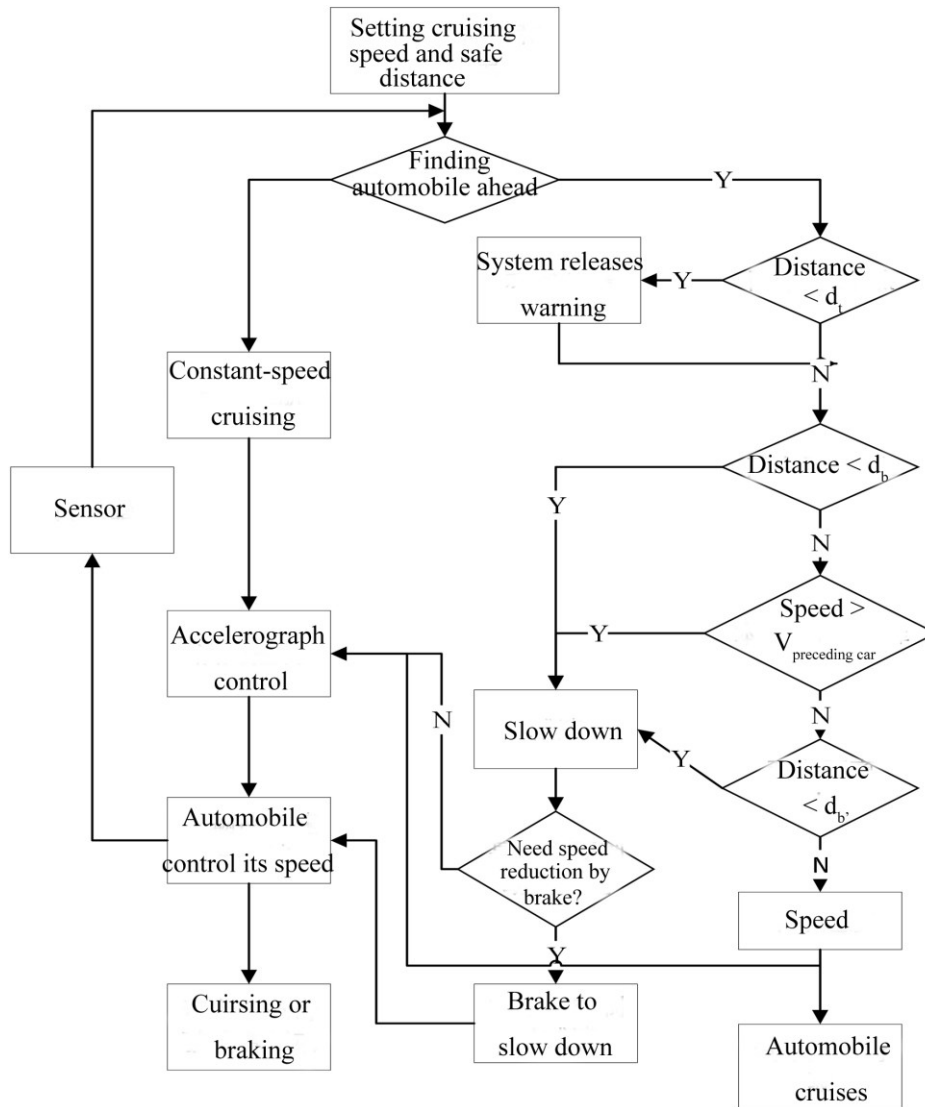 Setting cruising
speed and safe
distance
Finding
automobile ahead
Y
System releases
warning
Y
Distance
< dt
N
Constant-speed
cruising
Distance < db
Y
N
Sensor
Speed >
Vpreceding car
Y
N
Accelerograph
control
N
Slow down
Y
Distance
< db'
N
Automobile
control its speed
Need speed
reduction by
brake?
Y
Speed
Cuirsing or
braking
Brake to
slow down
Automobile
cruises